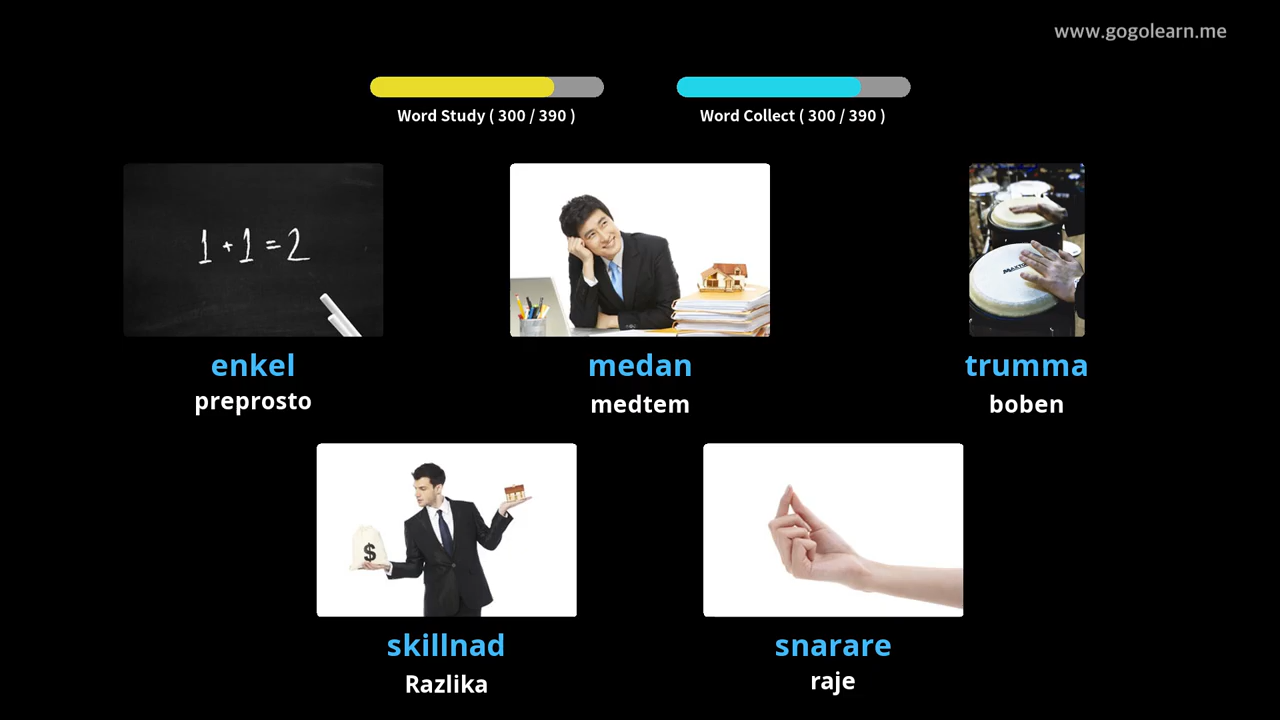 www.gogolearn.me
Word Study ( 300 / 390 )
Word Collect ( 300 / 390 )
1 + 1 = 2
enkel
preprosto
medan
medtem
trumma
boben
$
skillnad
Razlika
snarare
raje